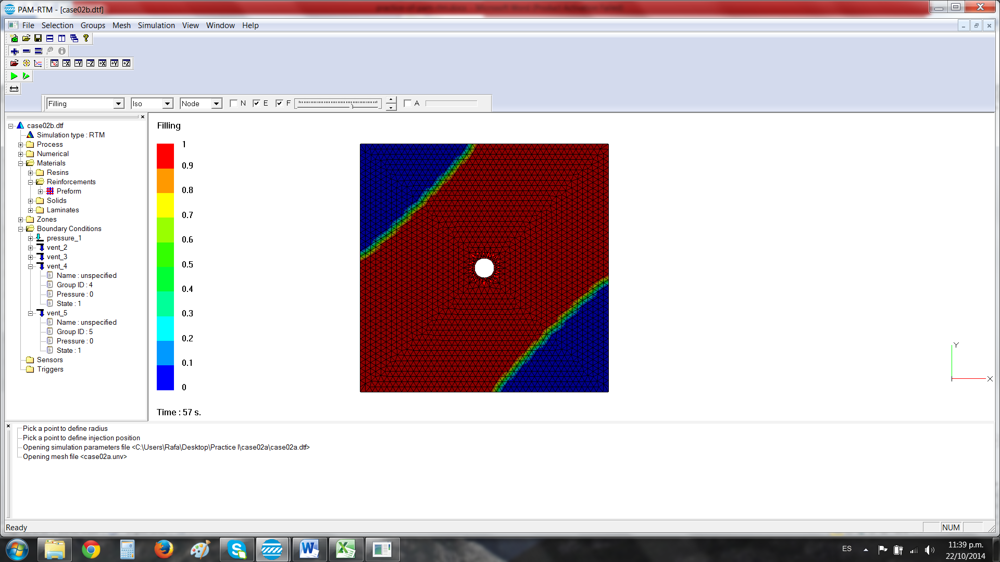 PAM-RTM - [case02b.dtf]
File Selection Groups Mesh Simulation View Window Help
Filling Iso Node N E F A
case02b.dtf
Simulation type : RTM
Process
Numerical
Materials
Resins
Reinforcements
Preform
Solids
Laminates
Zones
Boundary Conditions
pressure_1
vent_2
vent_3
vent_4
Name : unspecified
Group ID : 4
Pressure : 0
State : 1
vent_5
Name : unspecified
Group ID : 5
Pressure : 0
State : 1
Sensors
Triggers
Filling
1
0.9
0.8
0.7
0.6
0.5
0.4
0.3
0.2
0.1
0
Time : 57 s.
Y
X
Pick a point to define radius
Pick a point to define injection position
Opening simulation parameters file <C:\Users\Rafa\Desktop\Practice I\case02a\case02a.dtf>
Opening mesh file <case02a.unv>
Ready
NUM
ES
11:39 p.m.
22/10/2014